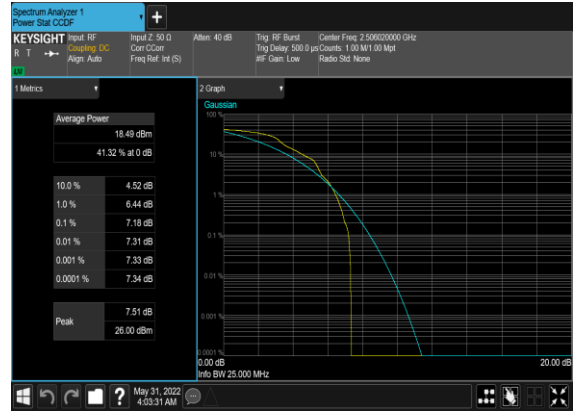 Spectrum Analyzer 1
Power Stat CCDF
KEYSIGHT
R T
LM
Input: RF
Coupling: DC
Align: Auto
Input Z: 50 Ω
Corr CCorr
Freq Ref: Int (S)
Atten: 40 dB
Trig: RF Burst
Trig Delay: 500.0 µs
#IF Gain: Low
Center Freq: 2.506020000 GHz
Counts: 1.00 M/1.00 Mpt
Radio Std: None
1 Metrics
Average Power
18.49 dBm
41.32 % at 0 dB
10.0 % 4.52 dB
1.0 % 6.44 dB
0.1 % 7.18 dB
0.01 % 7.31 dB
0.001 % 7.33 dB
0.0001 % 7.34 dB
Peak
7.51 dB
26.00 dBm
2 Graph
Gaussian
100 %
10 %
1 %
0.1 %
0.01 %
0.001 %
0.0001 %
0.00 dB
20.00 dB
Info BW 25.000 MHz
?
May 31, 2022
4:03:31 AM